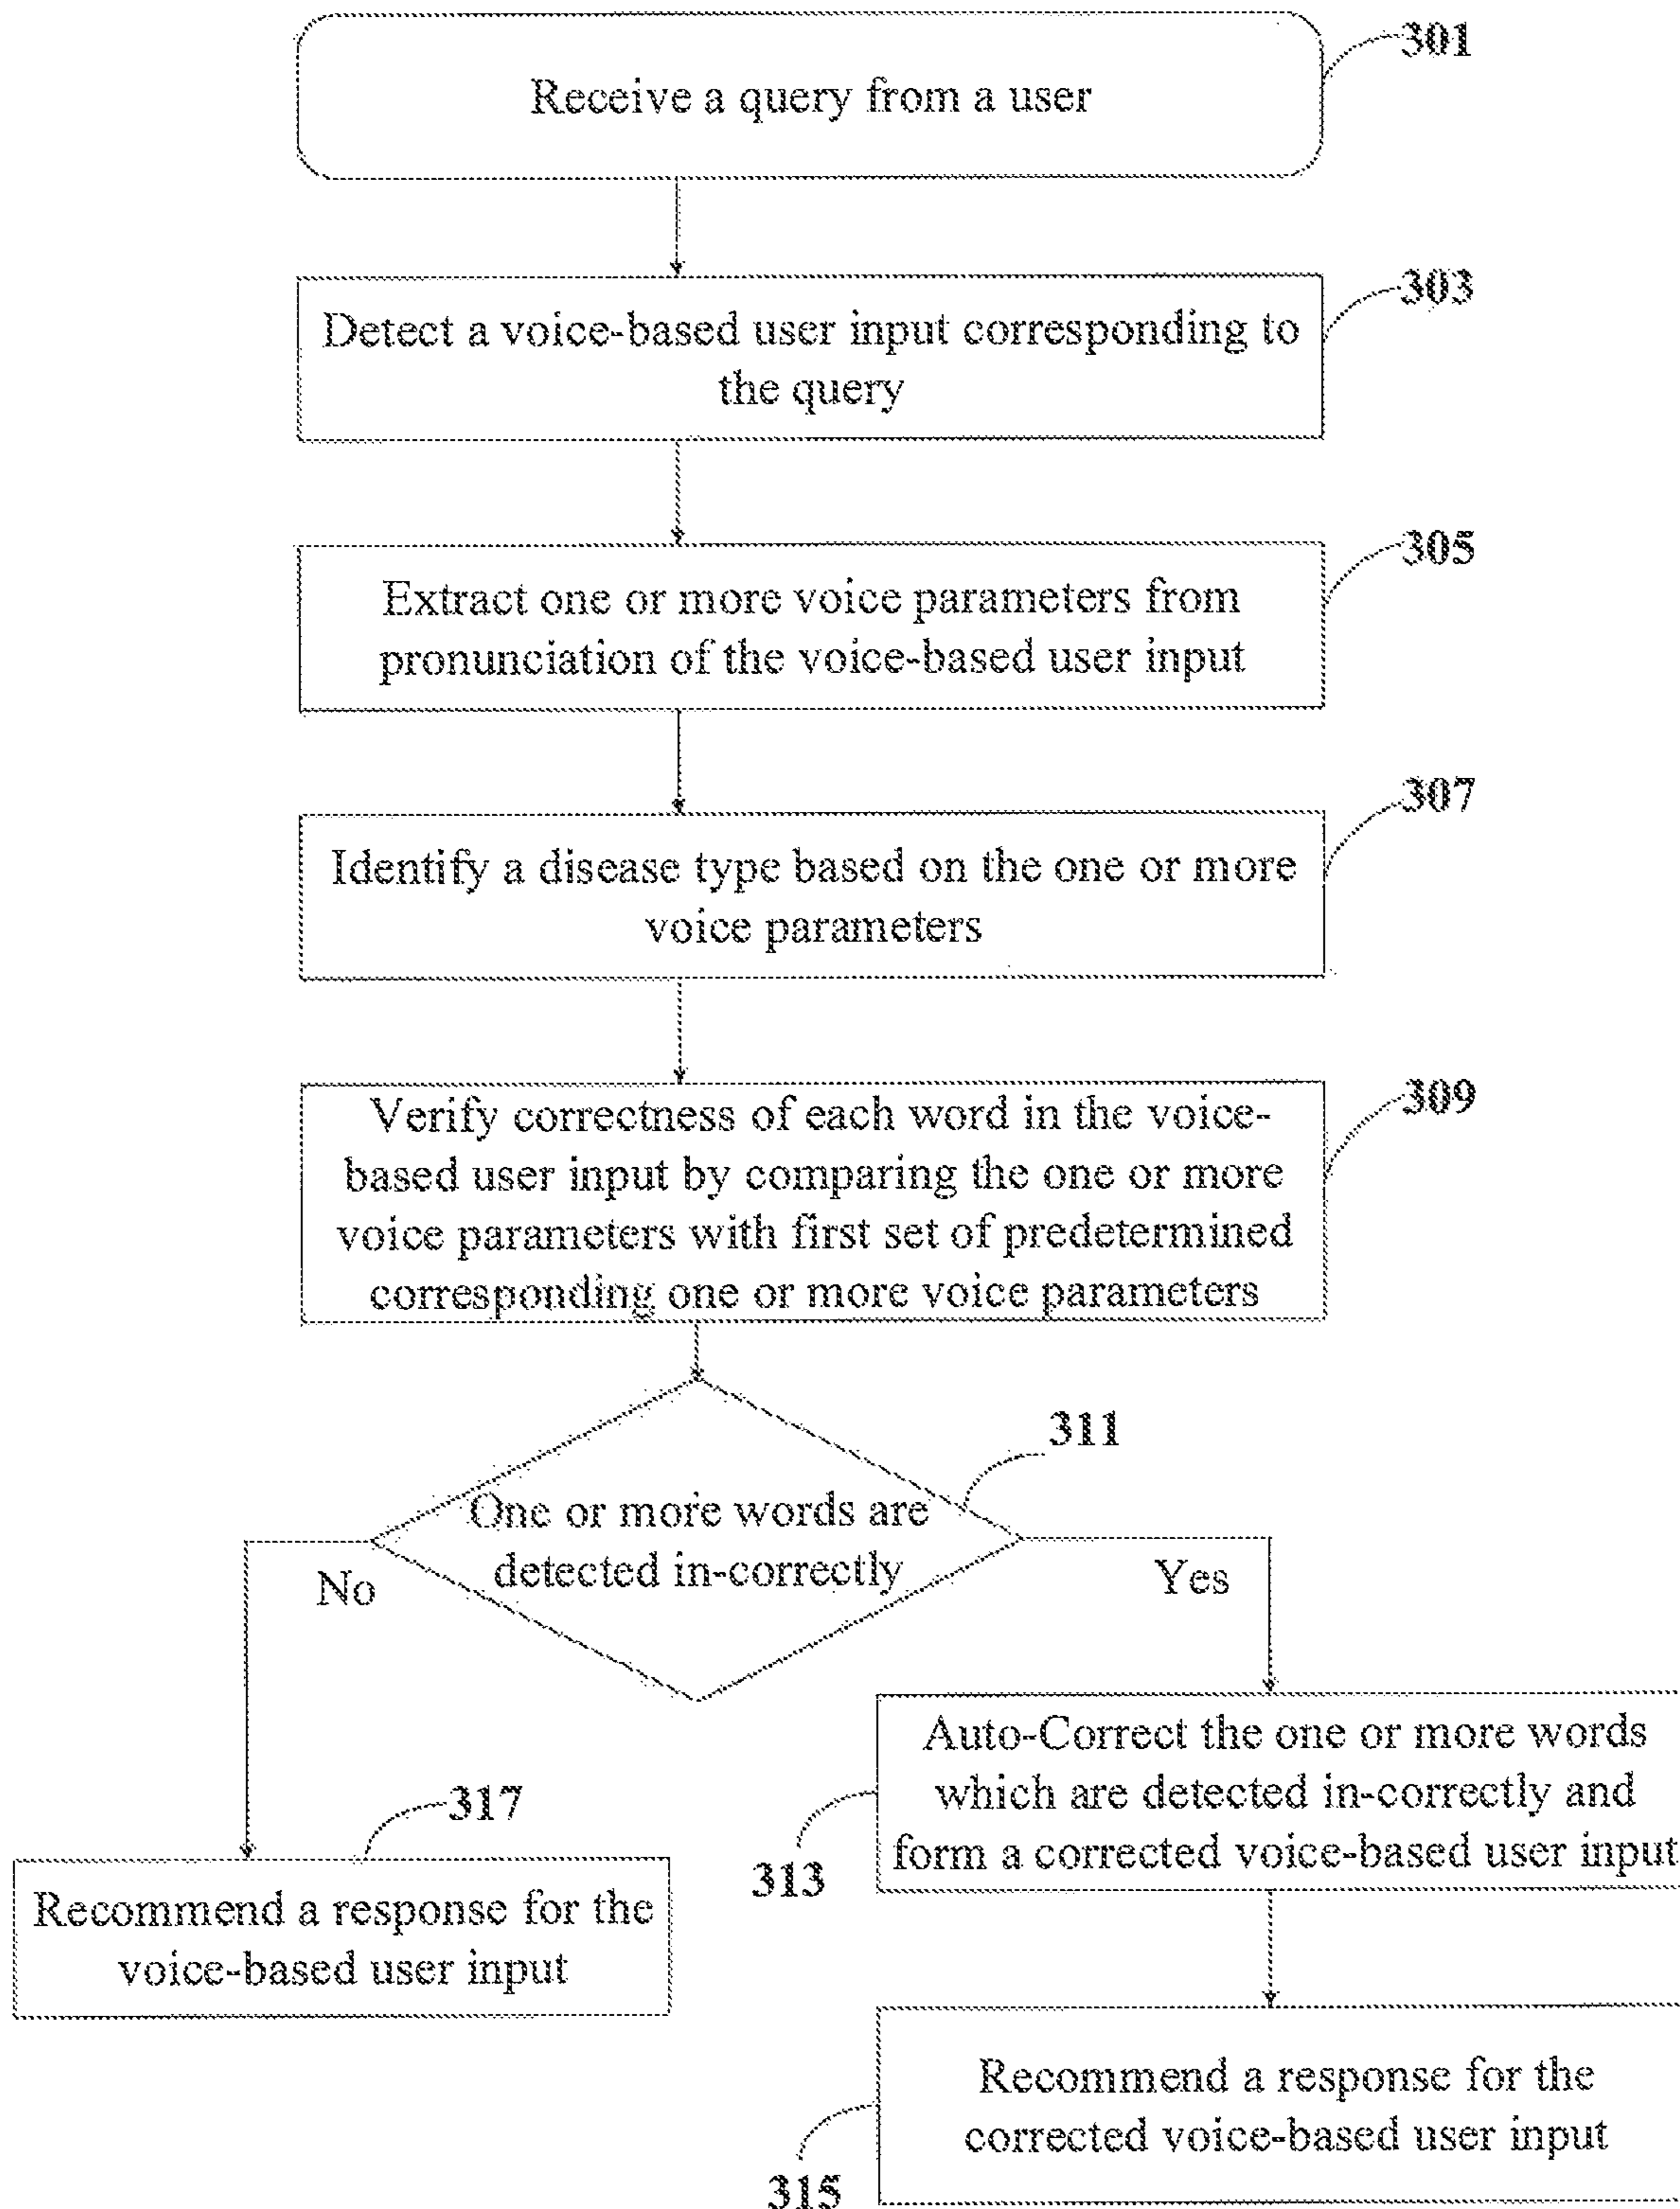 301
Receive a query from a user
303
Detect a voice-based user input corresponding to
the query
305
Extract one or more voice parameters from
pronunciation of the voice-based user input
307
Identify a disease type based on the one or more
voice parameters
309
Verify correctness of each word in the voice-
based user input by comparing the one or more
voice parameters with first set of predetermined
corresponding one or more voice parameters
311
One or more words are
detected in-correctly
No
Yes
Auto-Correct the one or more words
which are detected in-correctly and
form a corrected voice-based user input
313
317
Recommend a response for the
voice-based user input
Recommend a response for the
corrected voice-based user input
315